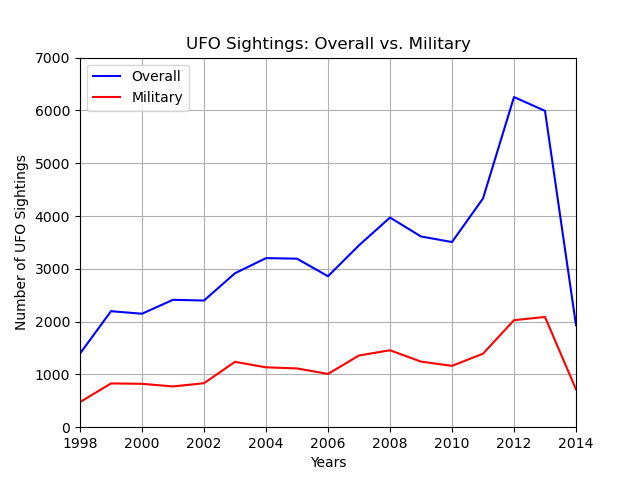 UFO Sightings: Overall vs. Military
7000
6000
5000
4000
3000
2000
1000
0
Overall
Military
Number of UFO Sightings
1998 2000 2002 2004 2006 2008 2010 2012 2014
Years